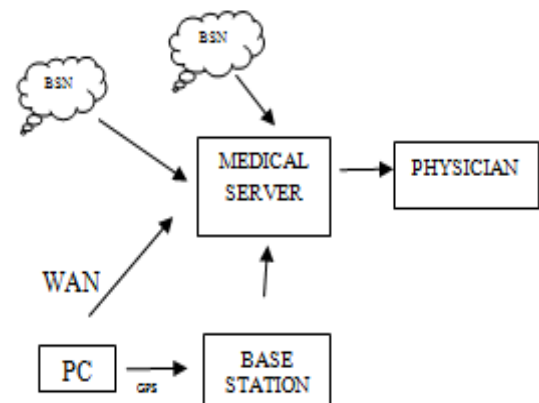 BSN
BSN
MEDICAL
SERVER
PHYSICIAN
WAN
PC
GPS
BASE
STATION